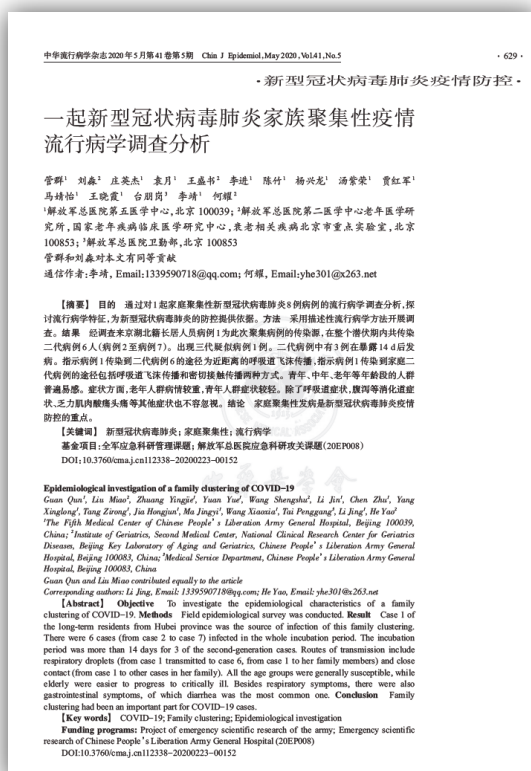 中华流行病学杂志2020年5月第41卷第5期 Chin J Epidemiol,May 2020,Vol.41,No.5 ·629·
·新型冠状病毒肺炎疫情防控·
一起新型冠状病毒肺炎家族聚集性疫情
流行病学调查分析
管群¹ 刘淼² 庄英杰¹ 袁月¹ 王盛书² 李进¹ 陈竹¹ 杨兴龙¹ 汤紫荣¹ 贾红军¹
马婧怡¹ 王晓霞¹ 台朋岗³ 李靖¹ 何耀²
¹解放军总医院第五医学中心,北京 100039; ²解放军总医院第二医学中心老年医学研
究所,国家老年疾病临床医学研究中心,衰老相关疾病北京市重点实验室,北京
100853; ³解放军总医院卫勤部,北京 100853
管群和刘淼对本文有同等贡献
通信作者:李靖, Email:1339590718@qq.com; 何耀, Email:yhe301@x263.net
【摘要】 目的 通过对1起家庭聚集性新型冠状病毒肺炎8例病例的流行病学调查分析,探
讨流行病学特征,为新型冠状病毒肺炎的防控提供依据。方法 采用描述性流行病学方法开展调
查。结果 经调查来京湖北籍长居人员病例1为此次聚集病例的传染源,在整个潜伏期内共传染
二代病例6人(病例2至病例7)。出现三代疑似病例1例。二代病例中有3例在暴露14 d后发
病。指示病例1传染到二代病例6的途径为近距离的呼吸道飞沫传播,指示病例1传染到家庭二
代病例的途径包括呼吸道飞沫传播和密切接触传播两种方式。青年、中年、老年等年龄段的人群
普遍易感。症状方面,老年人群病情较重,青年人群症状较轻。除了呼吸道症状,腹泻等消化道症
状、乏力肌肉酸痛头痛等其他症状也不容忽视。结论 家庭聚集性发病是新型冠状病毒肺炎疫情
防控的重点。
【关键词】 新型冠状病毒肺炎; 家庭聚集性; 流行病学
基金项目:全军应急科研管理课题; 解放军总医院应急科研攻关课题(20EP008)
DOI:10.3760/cma.j.cn112338-20200223-00152
Epidemiological investigation of a family clustering of COVID-19
Guan Qun¹, Liu Miao², Zhuang Yingjie¹, Yuan Yue¹, Wang Shengshu², Li Jin¹, Chen Zhu¹, Yang
Xinglong¹, Tang Zirong¹, Jia Hongjun¹, Ma Jingyi¹, Wang Xiaoxia¹, Tai Penggang³, Li Jing¹, He Yao²
¹The Fifth Medical Center of Chinese People's Liberation Army General Hospital, Beijing 100039,
China; ²Institute of Geriatrics, Second Medical Center, National Clinical Research Center for Geriatrics
Diseases, Beijing Key Laboratory of Aging and Geriatrics, Chinese People's Liberation Army General
Hospital, Beijing 100083, China; ³Medical Service Department, Chinese People's Liberation Army General
Hospital, Beijing 100083, China
Guan Qun and Liu Miao contributed equally to the article
Corresponding authors: Li Jing, Email: 1339590718@qq.com; He Yao, Email: yhe301@x263.net
【Abstract】 Objective To investigate the epidemiological characteristics of a family
clustering of COVID-19. Methods Field epidemiological survey was conducted. Result Case 1 of
the long-term residents from Hubei province was the source of infection of this family clustering.
There were 6 cases (from case 2 to case 7) infected in the whole incubation period. The incubation
period was more than 14 days for 3 of the second-generation cases. Routes of transmission include
respiratory droplets (from case 1 transmitted to case 6, from case 1 to her family members) and close
contact (from case 1 to other cases in her family). All the age groups were generally susceptible, while
elderly were easier to progress to critically ill. Besides respiratory symptoms, there were also
gastrointestinal symptoms, of which diarrhea was the most common one. Conclusion Family
clustering had been an important part for COVID-19 cases.
【Key words】 COVID-19; Family clustering; Epidemiological investigation
Funding programs: Project of emergency scientific research of the army; Emergency scientific
research of Chinese People's Liberation Army General Hospital (20EP008)
DOI:10.3760/cma.j.cn112338-20200223-00152